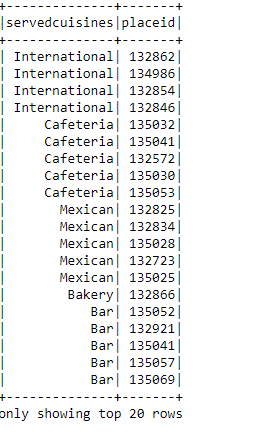 +--------------+-------+
|servedcuisines|placeid|
+--------------+-------+
| International| 132862|
| International| 134986|
| International| 132854|
| International| 132846|
|     Cafeteria| 135032|
|     Cafeteria| 135041|
|     Cafeteria| 132572|
|     Cafeteria| 135030|
|     Cafeteria| 135053|
|       Mexican| 132825|
|       Mexican| 132834|
|       Mexican| 135028|
|       Mexican| 132723|
|       Mexican| 135025|
|        Bakery| 132866|
|           Bar| 135052|
|           Bar| 132921|
|           Bar| 135041|
|           Bar| 135057|
|           Bar| 135069|
+--------------+-------+
only showing top 20 rows